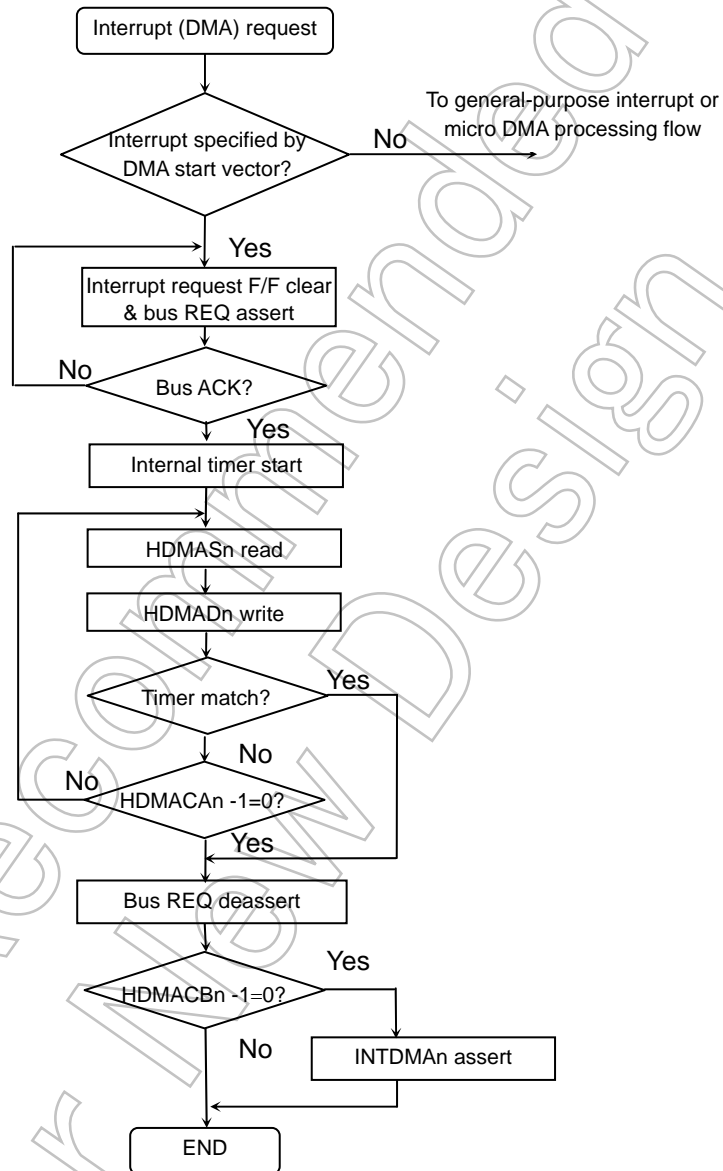 Interrupt (DMA) request
To general-purpose interrupt or
micro DMA processing flow
Interrupt specified by
DMA start vector?
No
Yes
Interrupt request F/F clear
& bus REQ assert
No
Bus ACK?
Yes
Internal timer start
HDMASn read
HDMADn write
Timer match?
Yes
No
No
HDMACAn -1=0?
Yes
Bus REQ deassert
Yes
HDMACBn -1=0?
No
INTDMAn assert
END
Recommended
r New Design